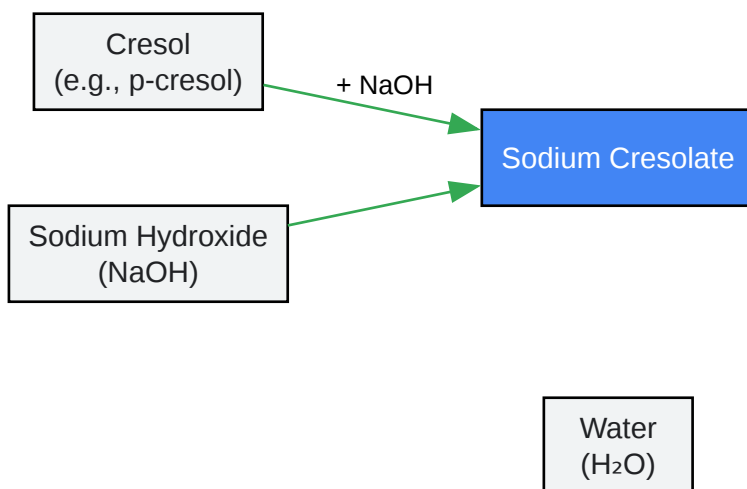 Cresol
(e.g., p-cresol)
+ NaOH
Sodium Cresolate
Sodium Hydroxide
(NaOH)
Water
(H₂O)